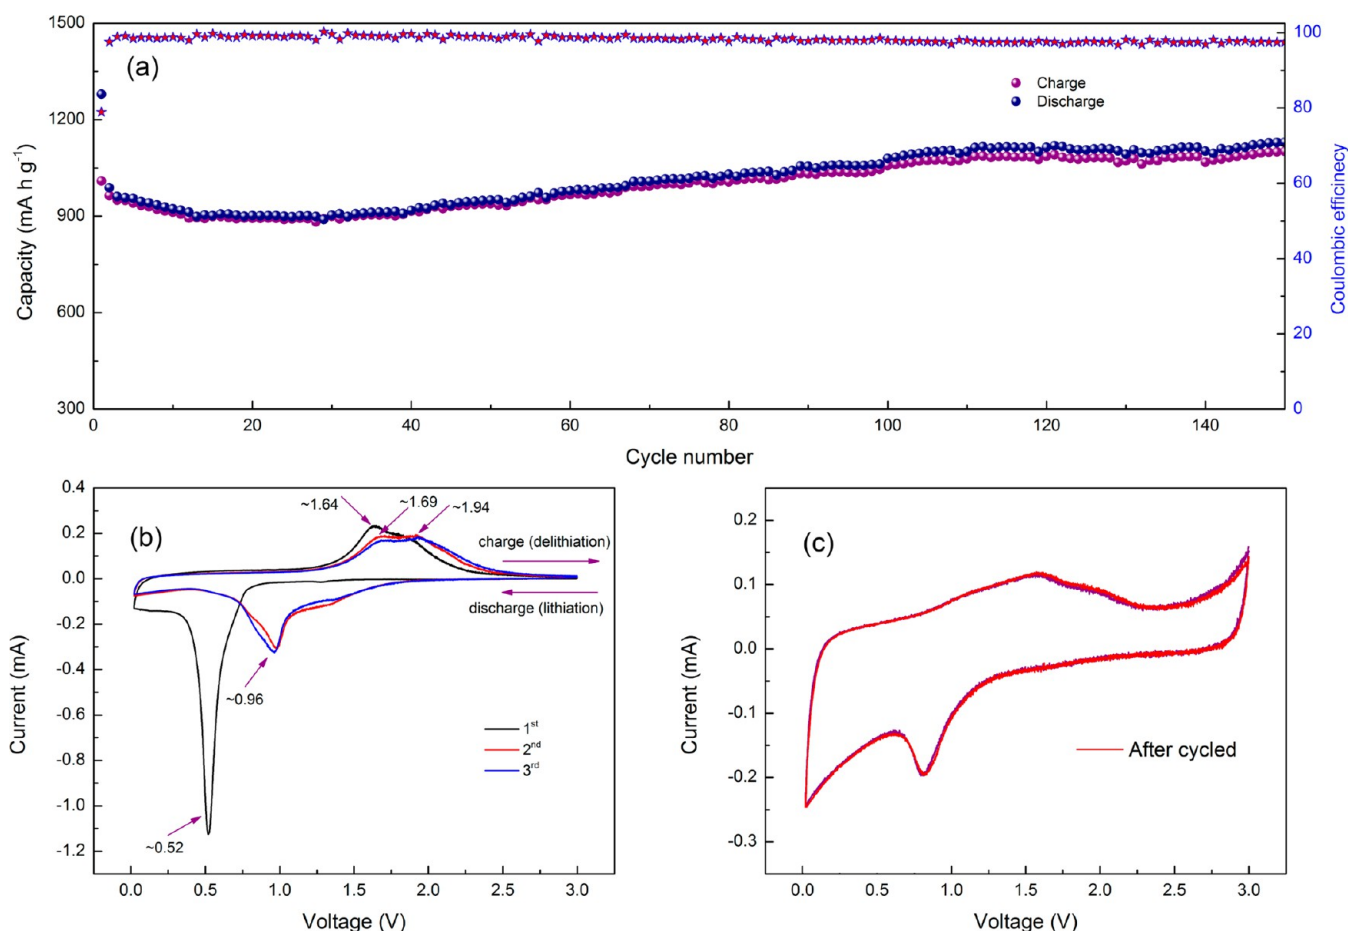 (a)
Charge
Discharge
1500
1200
900
600
300
100
80
60
40
20
0
0 20 40 60 80 100 120 140
Capacity (mA h g-1)
Coulombic efficinecy
Cycle number
(b)
~1.64
~1.69
~1.94
charge (delithiation)
discharge (lithiation)
~0.96
~0.52
1st
2nd
3rd
0.4
0.2
0.0
-0.2
-0.4
-0.6
-0.8
-1.0
-1.2
0.0 0.5 1.0 1.5 2.0 2.5 3.0
Current (mA)
Voltage (V)
(c)
After cycled
0.2
0.1
0.0
-0.1
-0.2
-0.3
0.0 0.5 1.0 1.5 2.0 2.5 3.0
Current (mA)
Voltage (V)